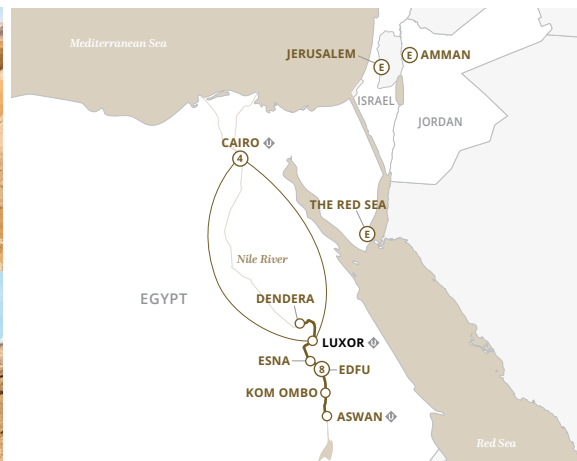 Mediterranean Sea
JERUSALEM
E
E
AMMAN
ISRAEL
JORDAN
CAIRO U
4
THE RED SEA
E
Nile River
EGYPT
DENDERA
LUXOR U
ESNA
8
EDFU
KOM OMBO
ASWAN U
Red Sea